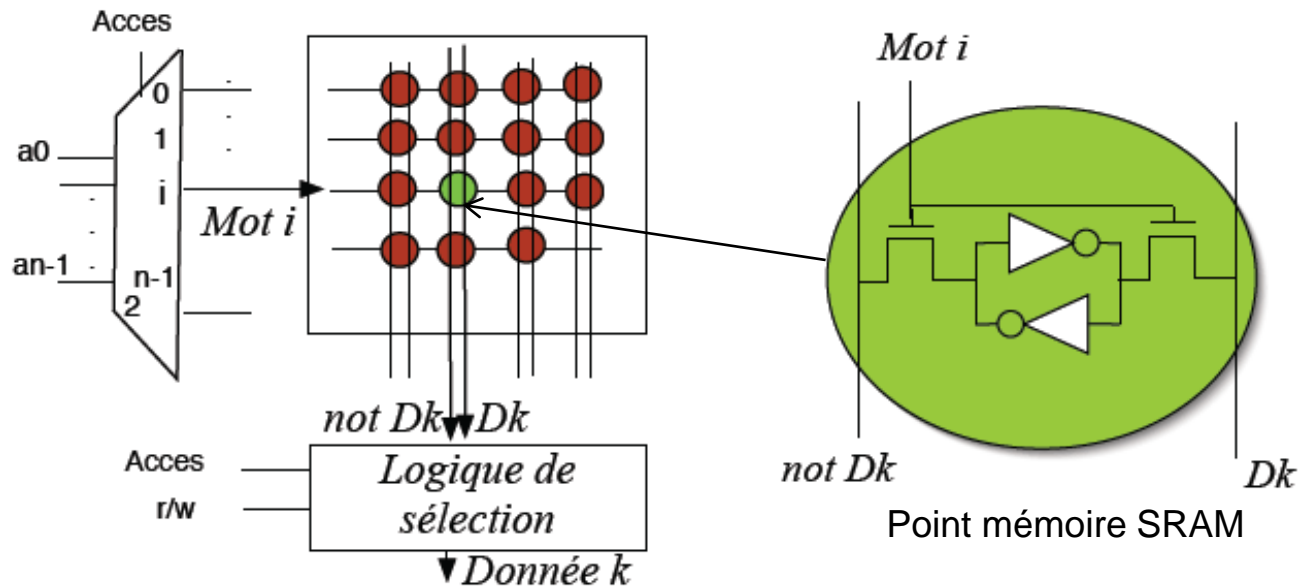 Acces
0
1
i
n-1
2
a0
an-1
Mot i
not Dk
Dk
Acces
r/w
Logique de
sélection
Donnée k
Mot i
not Dk
Dk
Point mémoire SRAM